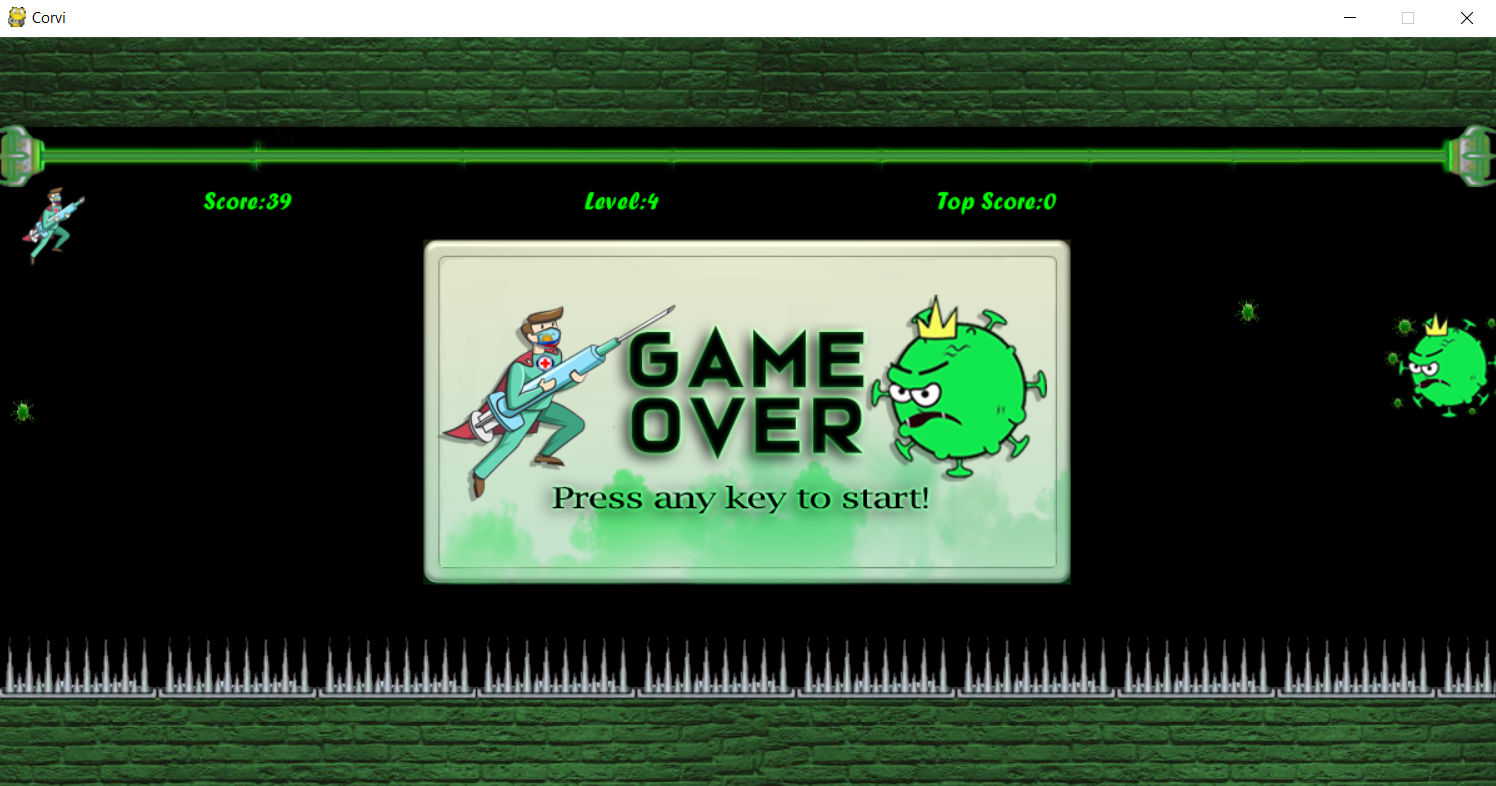 Corvi
Score:39
Level:4
Top Score:0
GAME
OVER
Press any key to start!